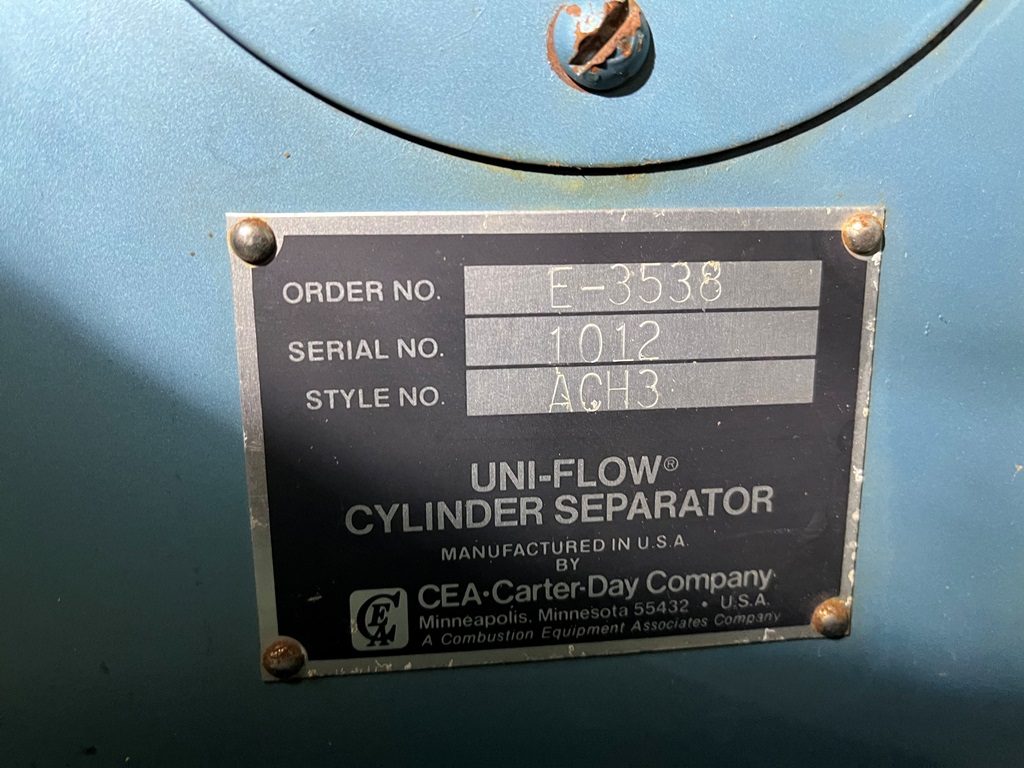 ORDER NO. E-3538
SERIAL NO. 1012
STYLE NO. ACH3
UNI-FLOW®
CYLINDER SEPARATOR
MANUFACTURED IN U.S.A.
BY
CEA
CEA•Carter-Day Company
Minneapolis, Minnesota 55432 • U.S.A.
A Combustion Equipment Associates Company